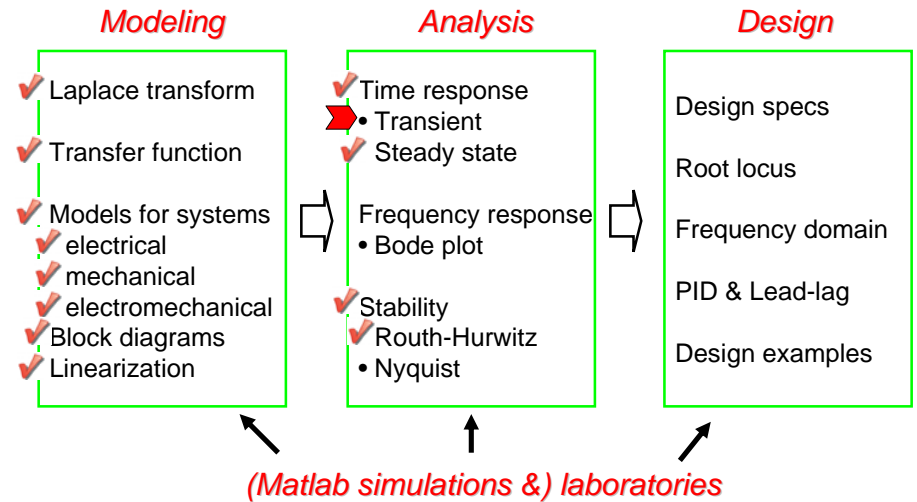 Modeling
Laplace transform
Transfer function
Models for systems
electrical
mechanical
electromechanical
Block diagrams
Linearization
Analysis
Time response
• Transient
Steady state
Frequency response
• Bode plot
Stability
Routh-Hurwitz
• Nyquist
Design
Design specs
Root locus
Frequency domain
PID & Lead-lag
Design examples
(Matlab simulations &) laboratories